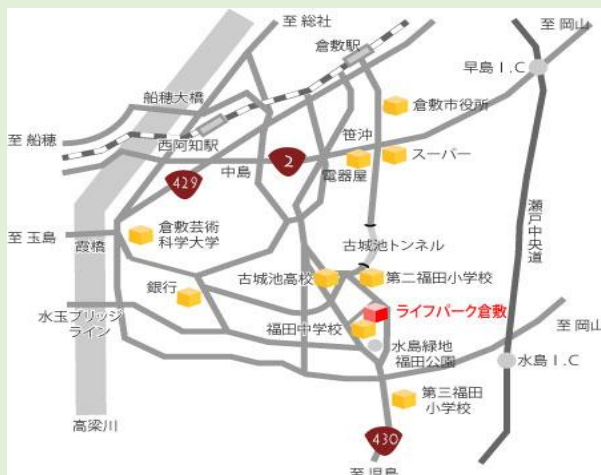 至 総社
倉敷駅
至 岡山
早島 I.C
船穂大橋
倉敷市役所
至 船穂
西阿知駅
笹沖
スーパー
中島
2
電器屋
429
瀬戸中央道
倉敷芸術
科学大学
至 玉島
霞橋
古城池トンネル
銀行
古城池高校
第二福田小学校
ライフパーク倉敷
水玉ブリッジ
ライン
福田中学校
至 岡山
水島緑地
福田公園
水島 I.C
第三福田
小学校
高梁川
430
至 児島